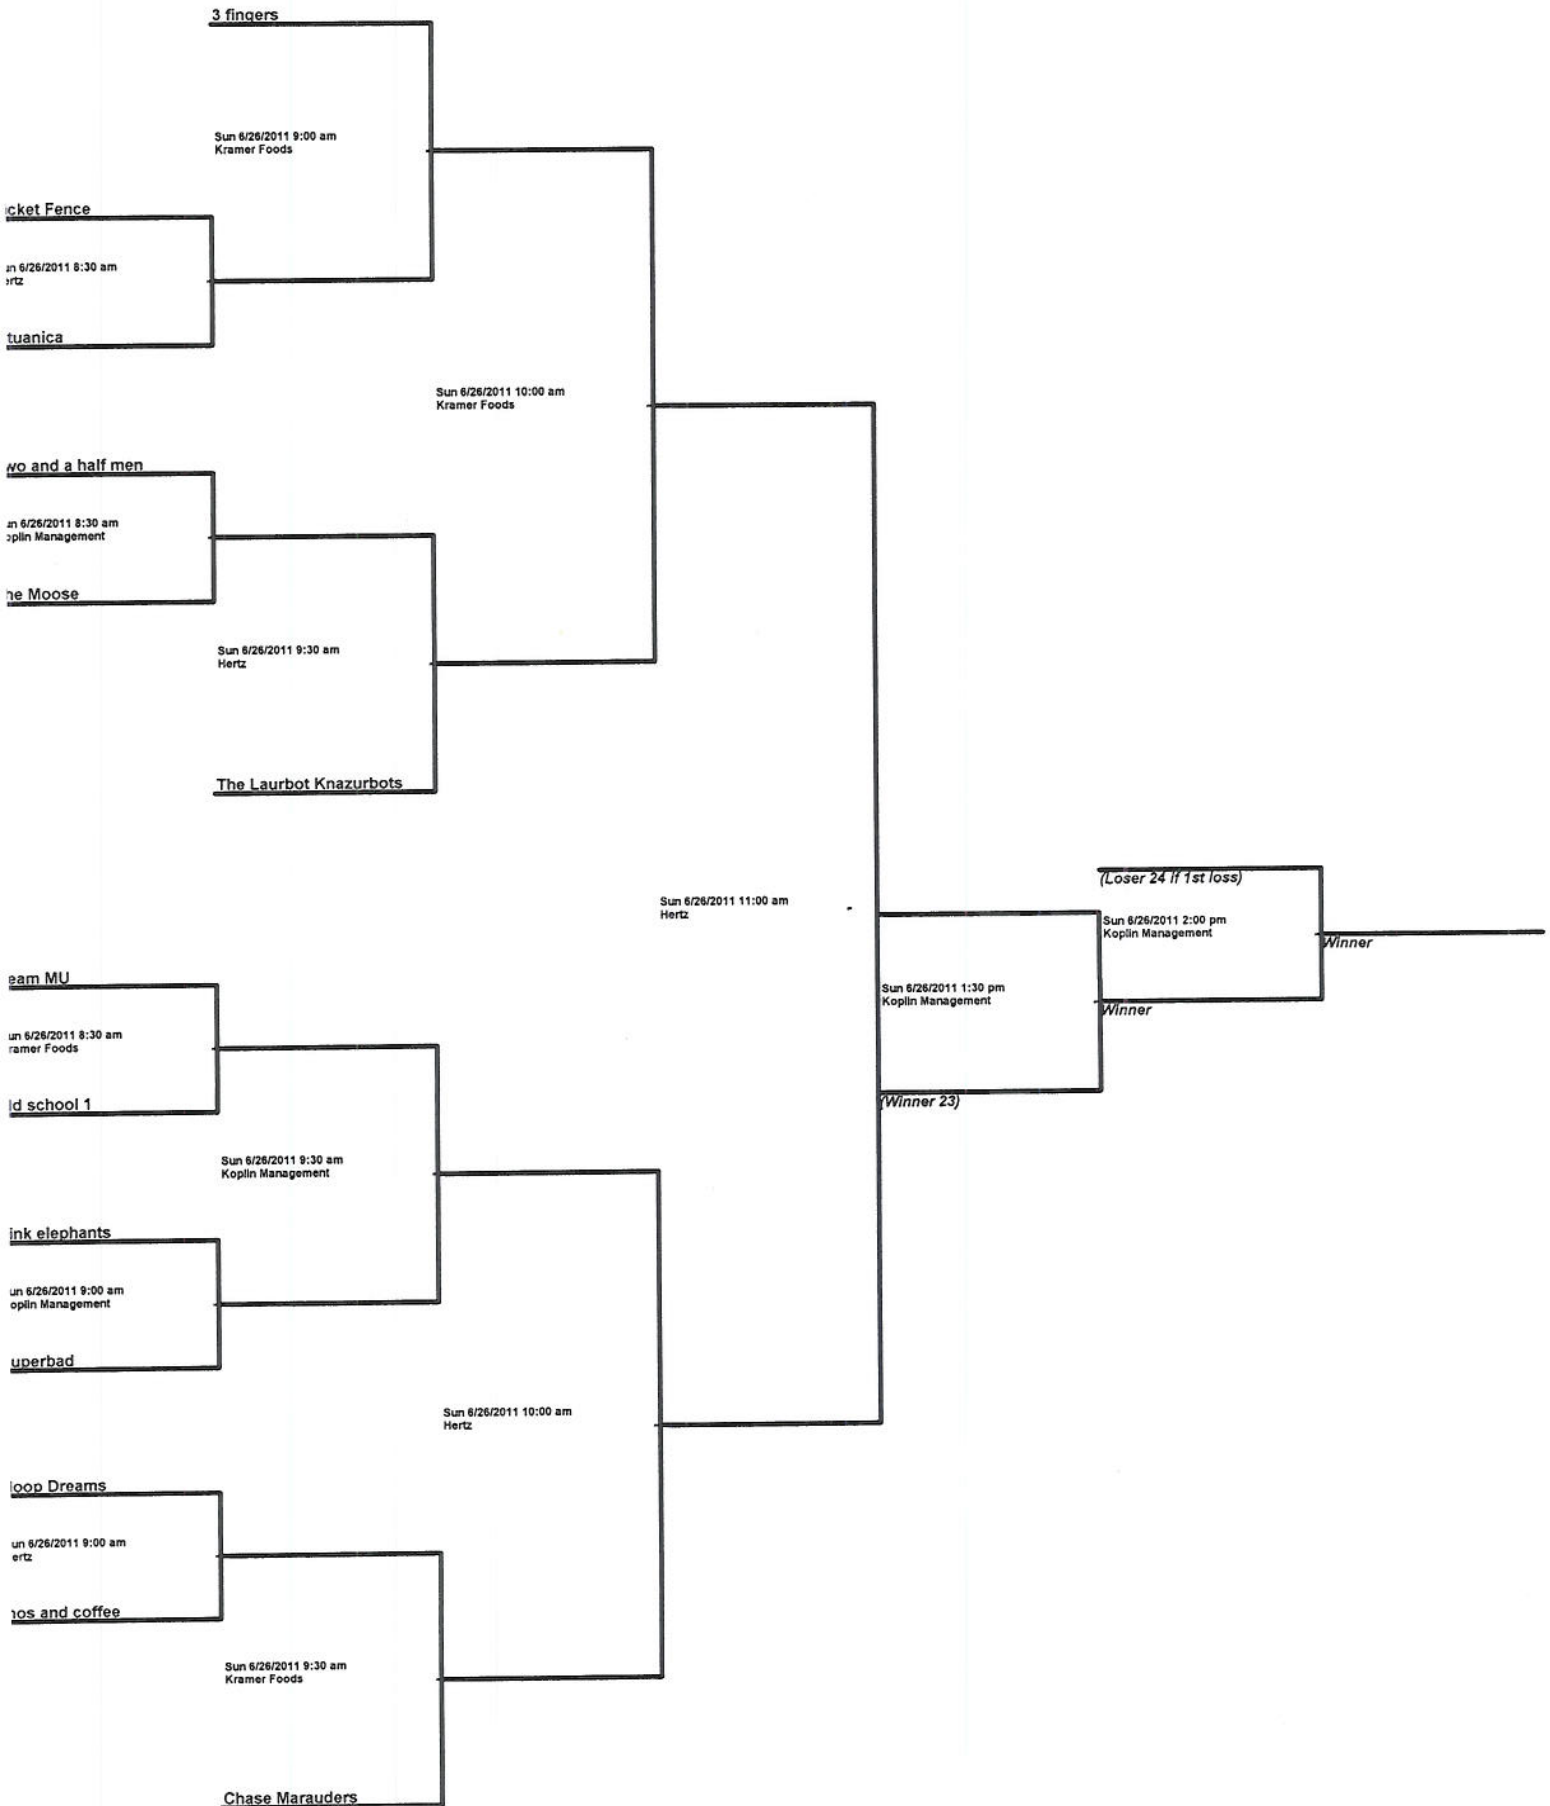 3 fingers
Sun 6/26/2011 9:00 am
Kramer Foods
icket Fence
un 6/26/2011 8:30 am
ertz
tuanica
Sun 6/26/2011 10:00 am
Kramer Foods
wo and a half men
un 6/26/2011 8:30 am
oplin Management
he Moose
Sun 6/26/2011 9:30 am
Hertz
The Laurbot Knazurbots
(Loser 24 if 1st loss)
Sun 6/26/2011 11:00 am
Hertz
Sun 6/26/2011 2:00 pm
Koplin Management
Winner
eam MU
Sun 6/26/2011 1:30 pm
Koplin Management
Winner
un 6/26/2011 8:30 am
ramer Foods
ld school 1
(Winner 23)
Sun 6/26/2011 9:30 am
Koplin Management
ink elephants
un 6/26/2011 9:00 am
oplin Management
uperbad
Sun 6/26/2011 10:00 am
Hertz
loop Dreams
un 6/26/2011 9:00 am
ertz
nos and coffee
Sun 6/26/2011 9:30 am
Kramer Foods
Chase Marauders